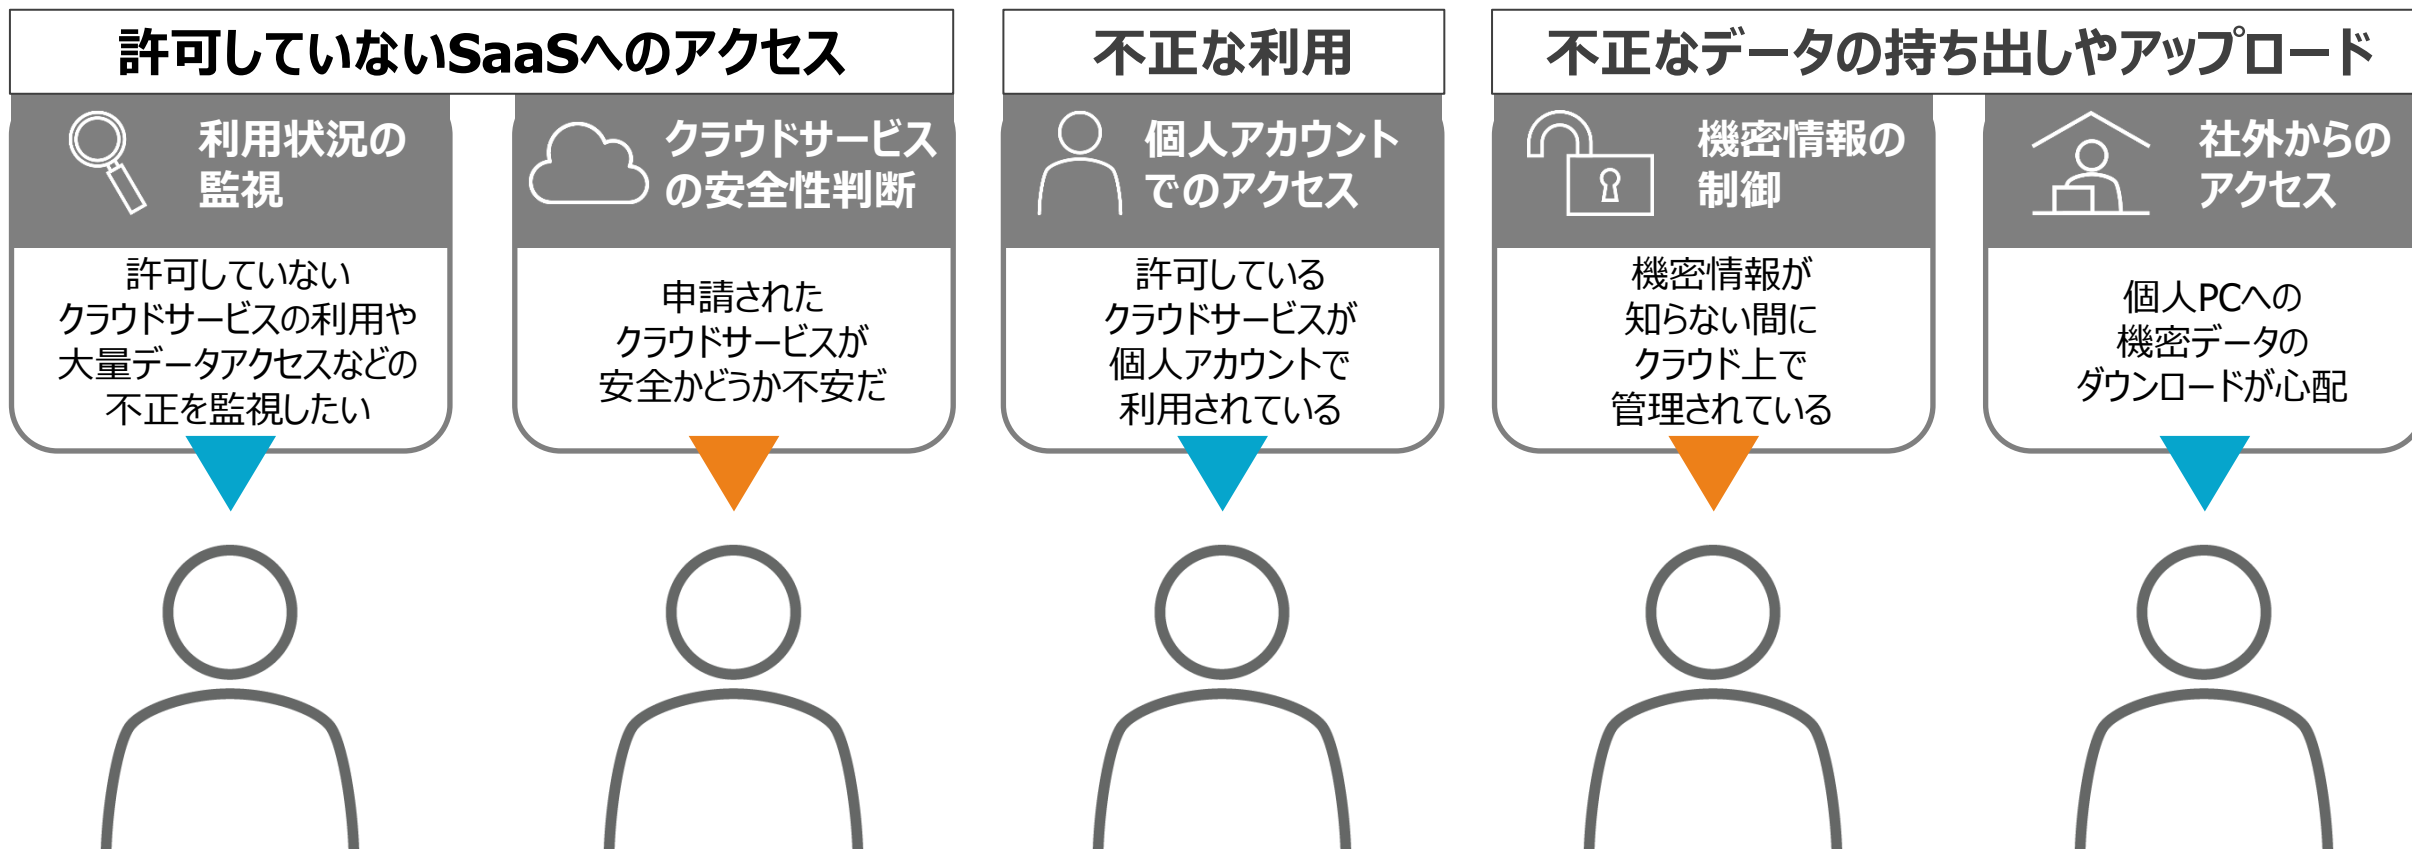 許可していないSaaSへのアクセス
利用状況の
監視
許可していない
クラウドサービスの利用や
大量データアクセスなどの
不正を監視したい
クラウドサービス
の安全性判断
申請された
クラウドサービスが
安全かどうか不安だ
不正な利用
個人アカウント
でのアクセス
許可している
クラウドサービスが
個人アカウントで
利用されている
不正なデータの持ち出しやアップロード
機密情報の
制御
機密情報が
知らない間に
クラウド上で
管理されている
社外からの
アクセス
個人PCへの
機密データの
ダウンロードが心配